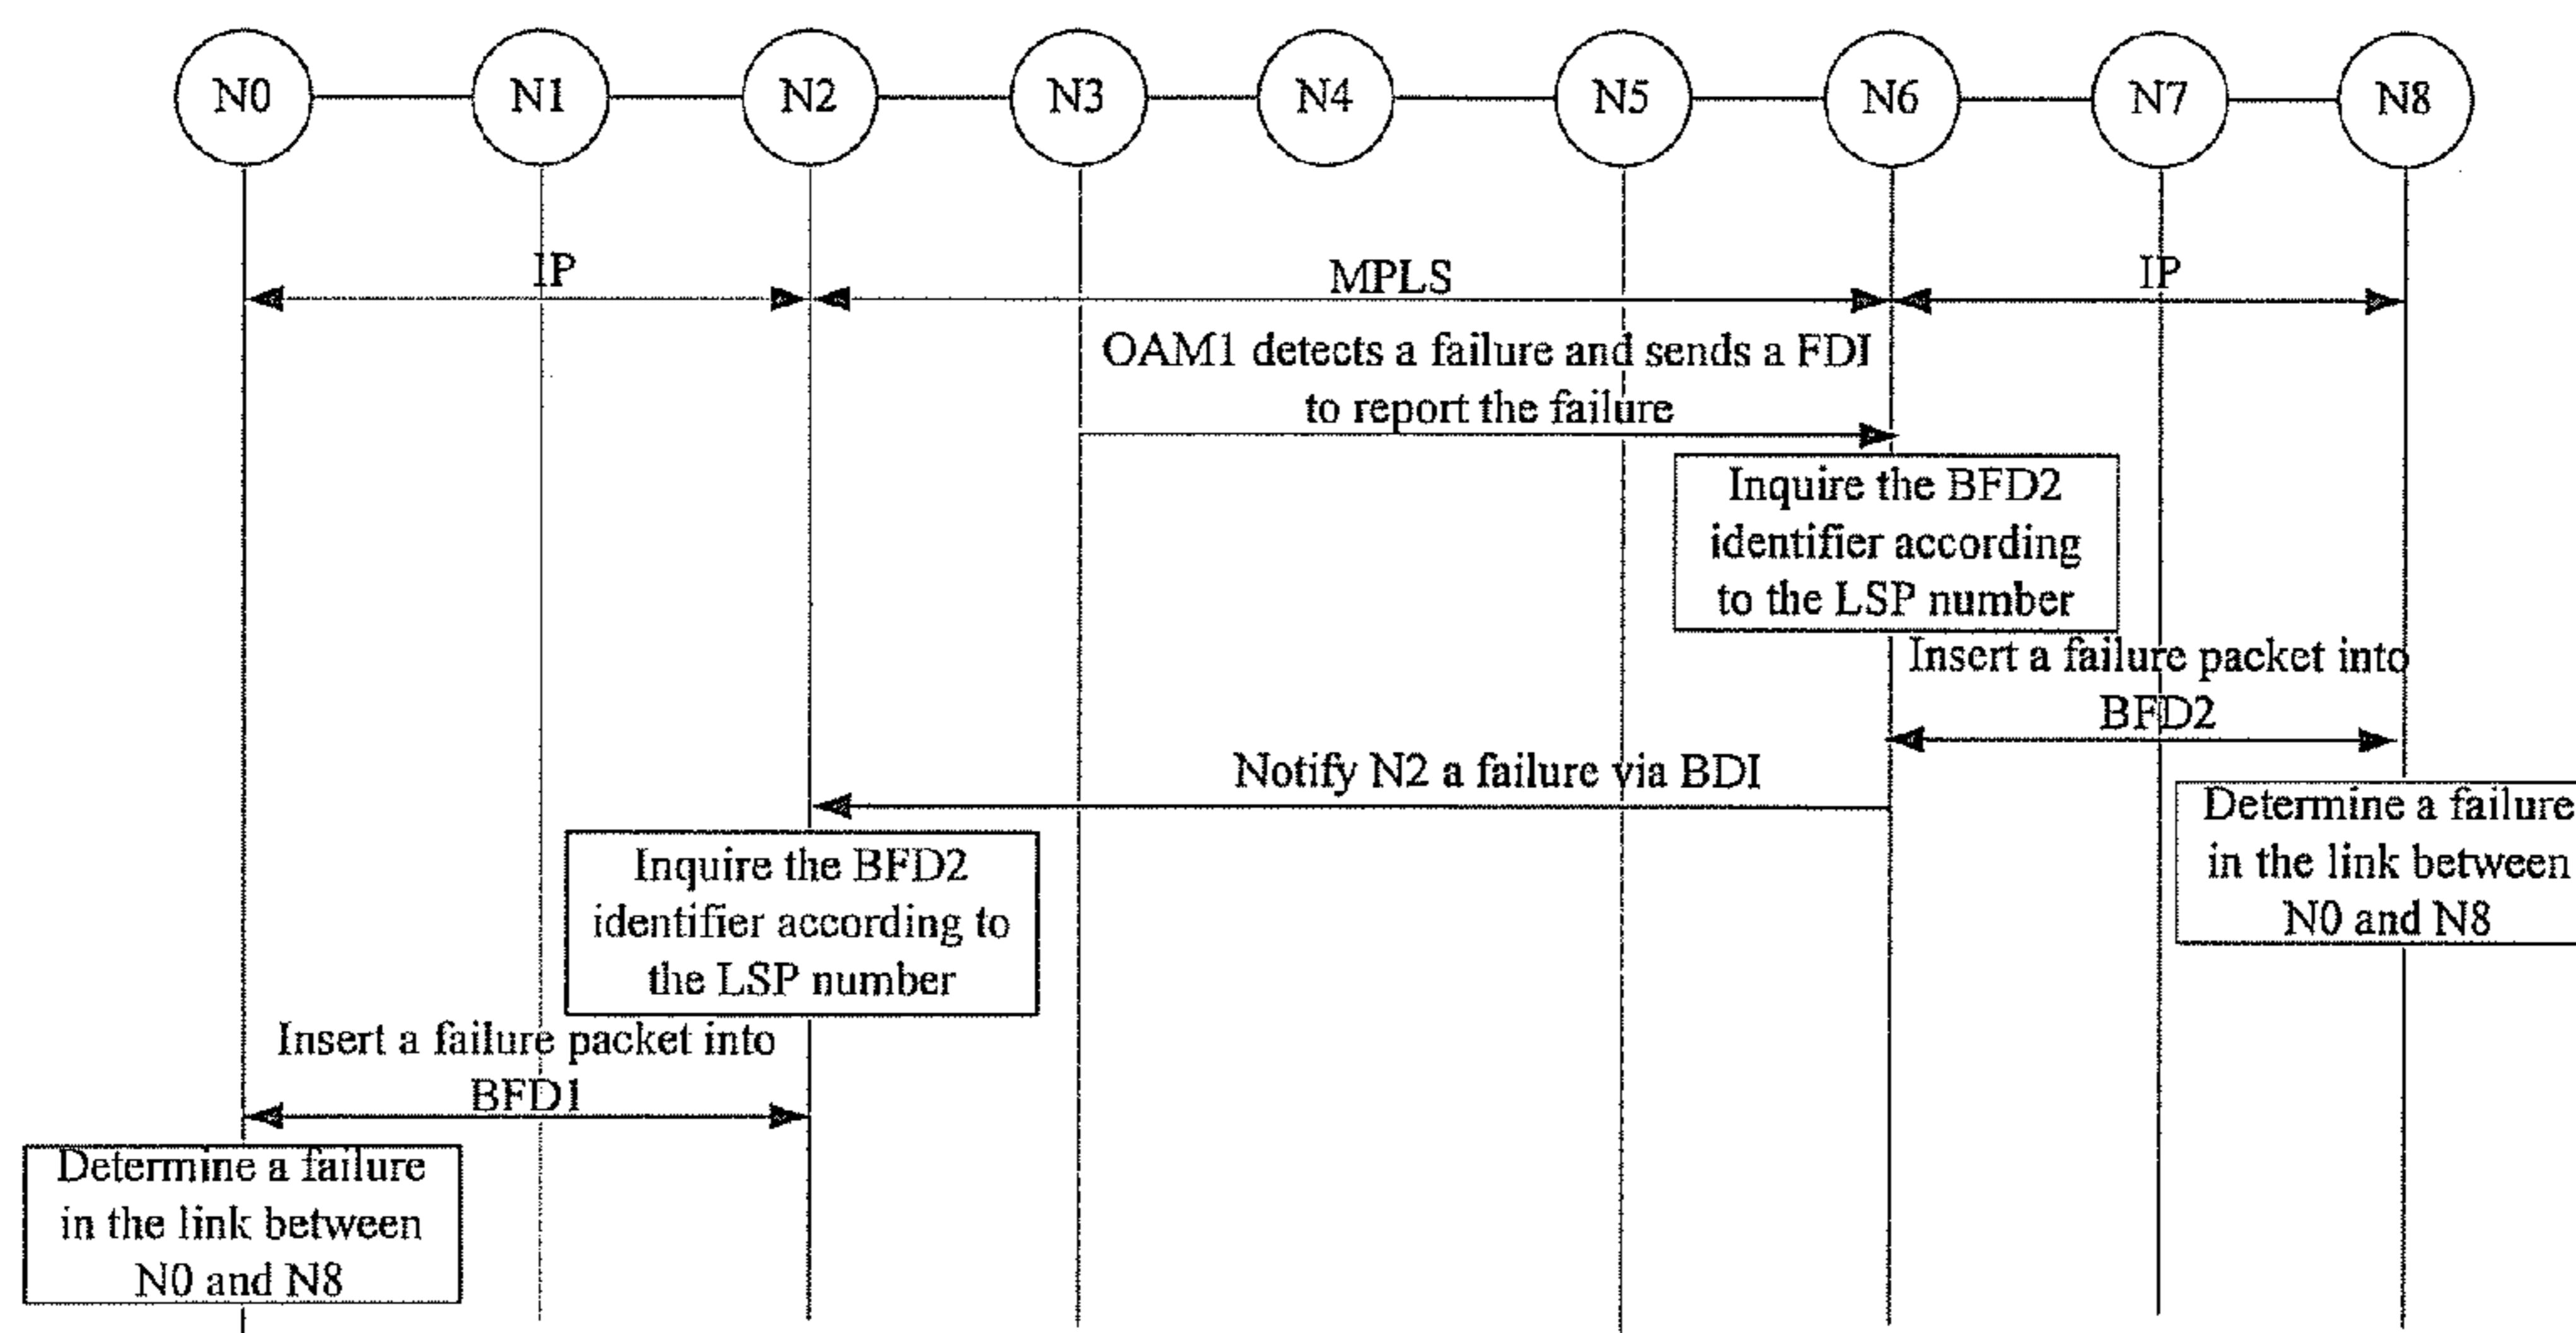 N0 N1 N2 N3 N4 N5 N6 N7 N8
IP MPLS IP
OAM1 detects a failure and sends a FDI
to report the failure
Inquire the BFD2
identifier according
to the LSP number
Insert a failure packet into
BFD2
Notify N2 a failure via BDI
Determine a failure
in the link between
N0 and N8
Inquire the BFD2
identifier according to
the LSP number
Insert a failure packet into
BFD1
Determine a failure
in the link between
N0 and N8